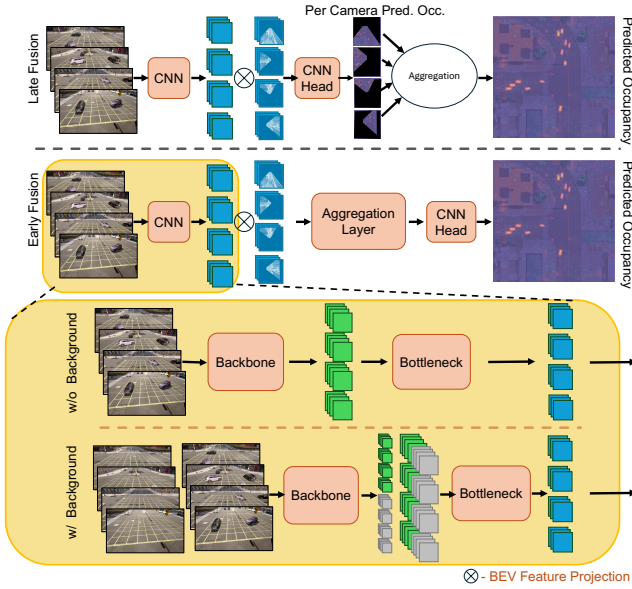 Per Camera Pred. Occ.
Late Fusion
CNN
CNN
Head
Aggregation
Predicted Occupancy
Early Fusion
CNN
Aggregation
Layer
CNN
Head
Predicted Occupancy
w/o Background
Backbone
Bottleneck
w/ Background
Backbone
Bottleneck
- BEV Feature Projection